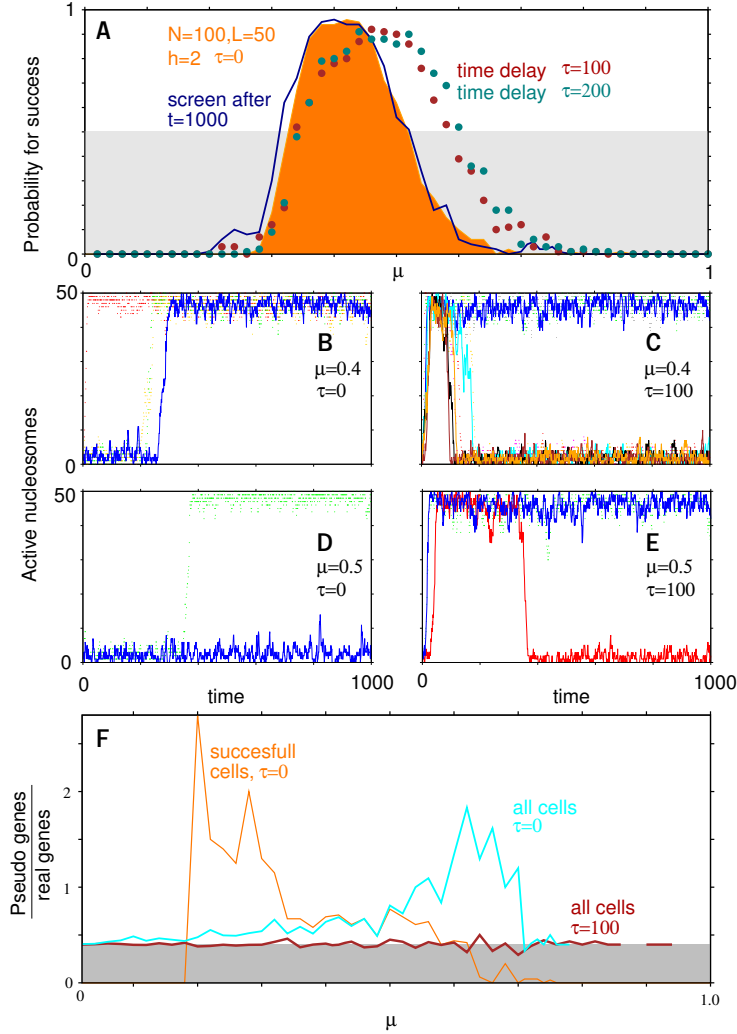 A
1
N=100,L=50
h=2 τ=0
screen after
t=1000
time delay τ=100
time delay τ=200
Probability for success
0
0
μ
1
50
B
μ=0.4
τ=0
0
C
μ=0.4
τ=100
Active nucleosomes
50
D
μ=0.5
τ=0
0
0
time
1000
E
μ=0.5
τ=100
0
time
1000
F
succesfull
cells, τ=0
all cells
τ=0
all cells
τ=100
Pseudo genes
real genes
2
1
0
0
μ
1.0